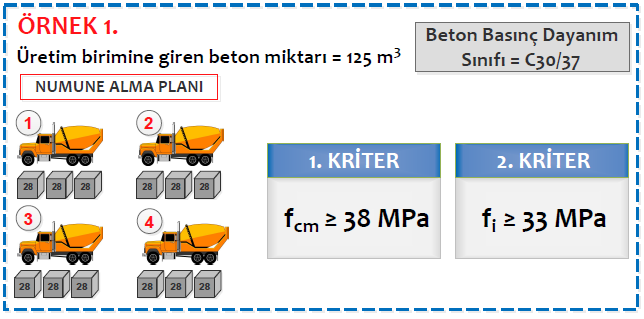 ÖRNEK 1.
Üretim birimine giren beton miktarı = 125 m³
Beton Basınç Dayanım
Sınıfı = C30/37
NUMUNE ALMA PLANI
1
2
28 28 28
28 28 28
3
4
28 28 28
28 28 28
1. KRİTER
fcm ≥ 38 MPa
2. KRİTER
fi ≥ 33 MPa